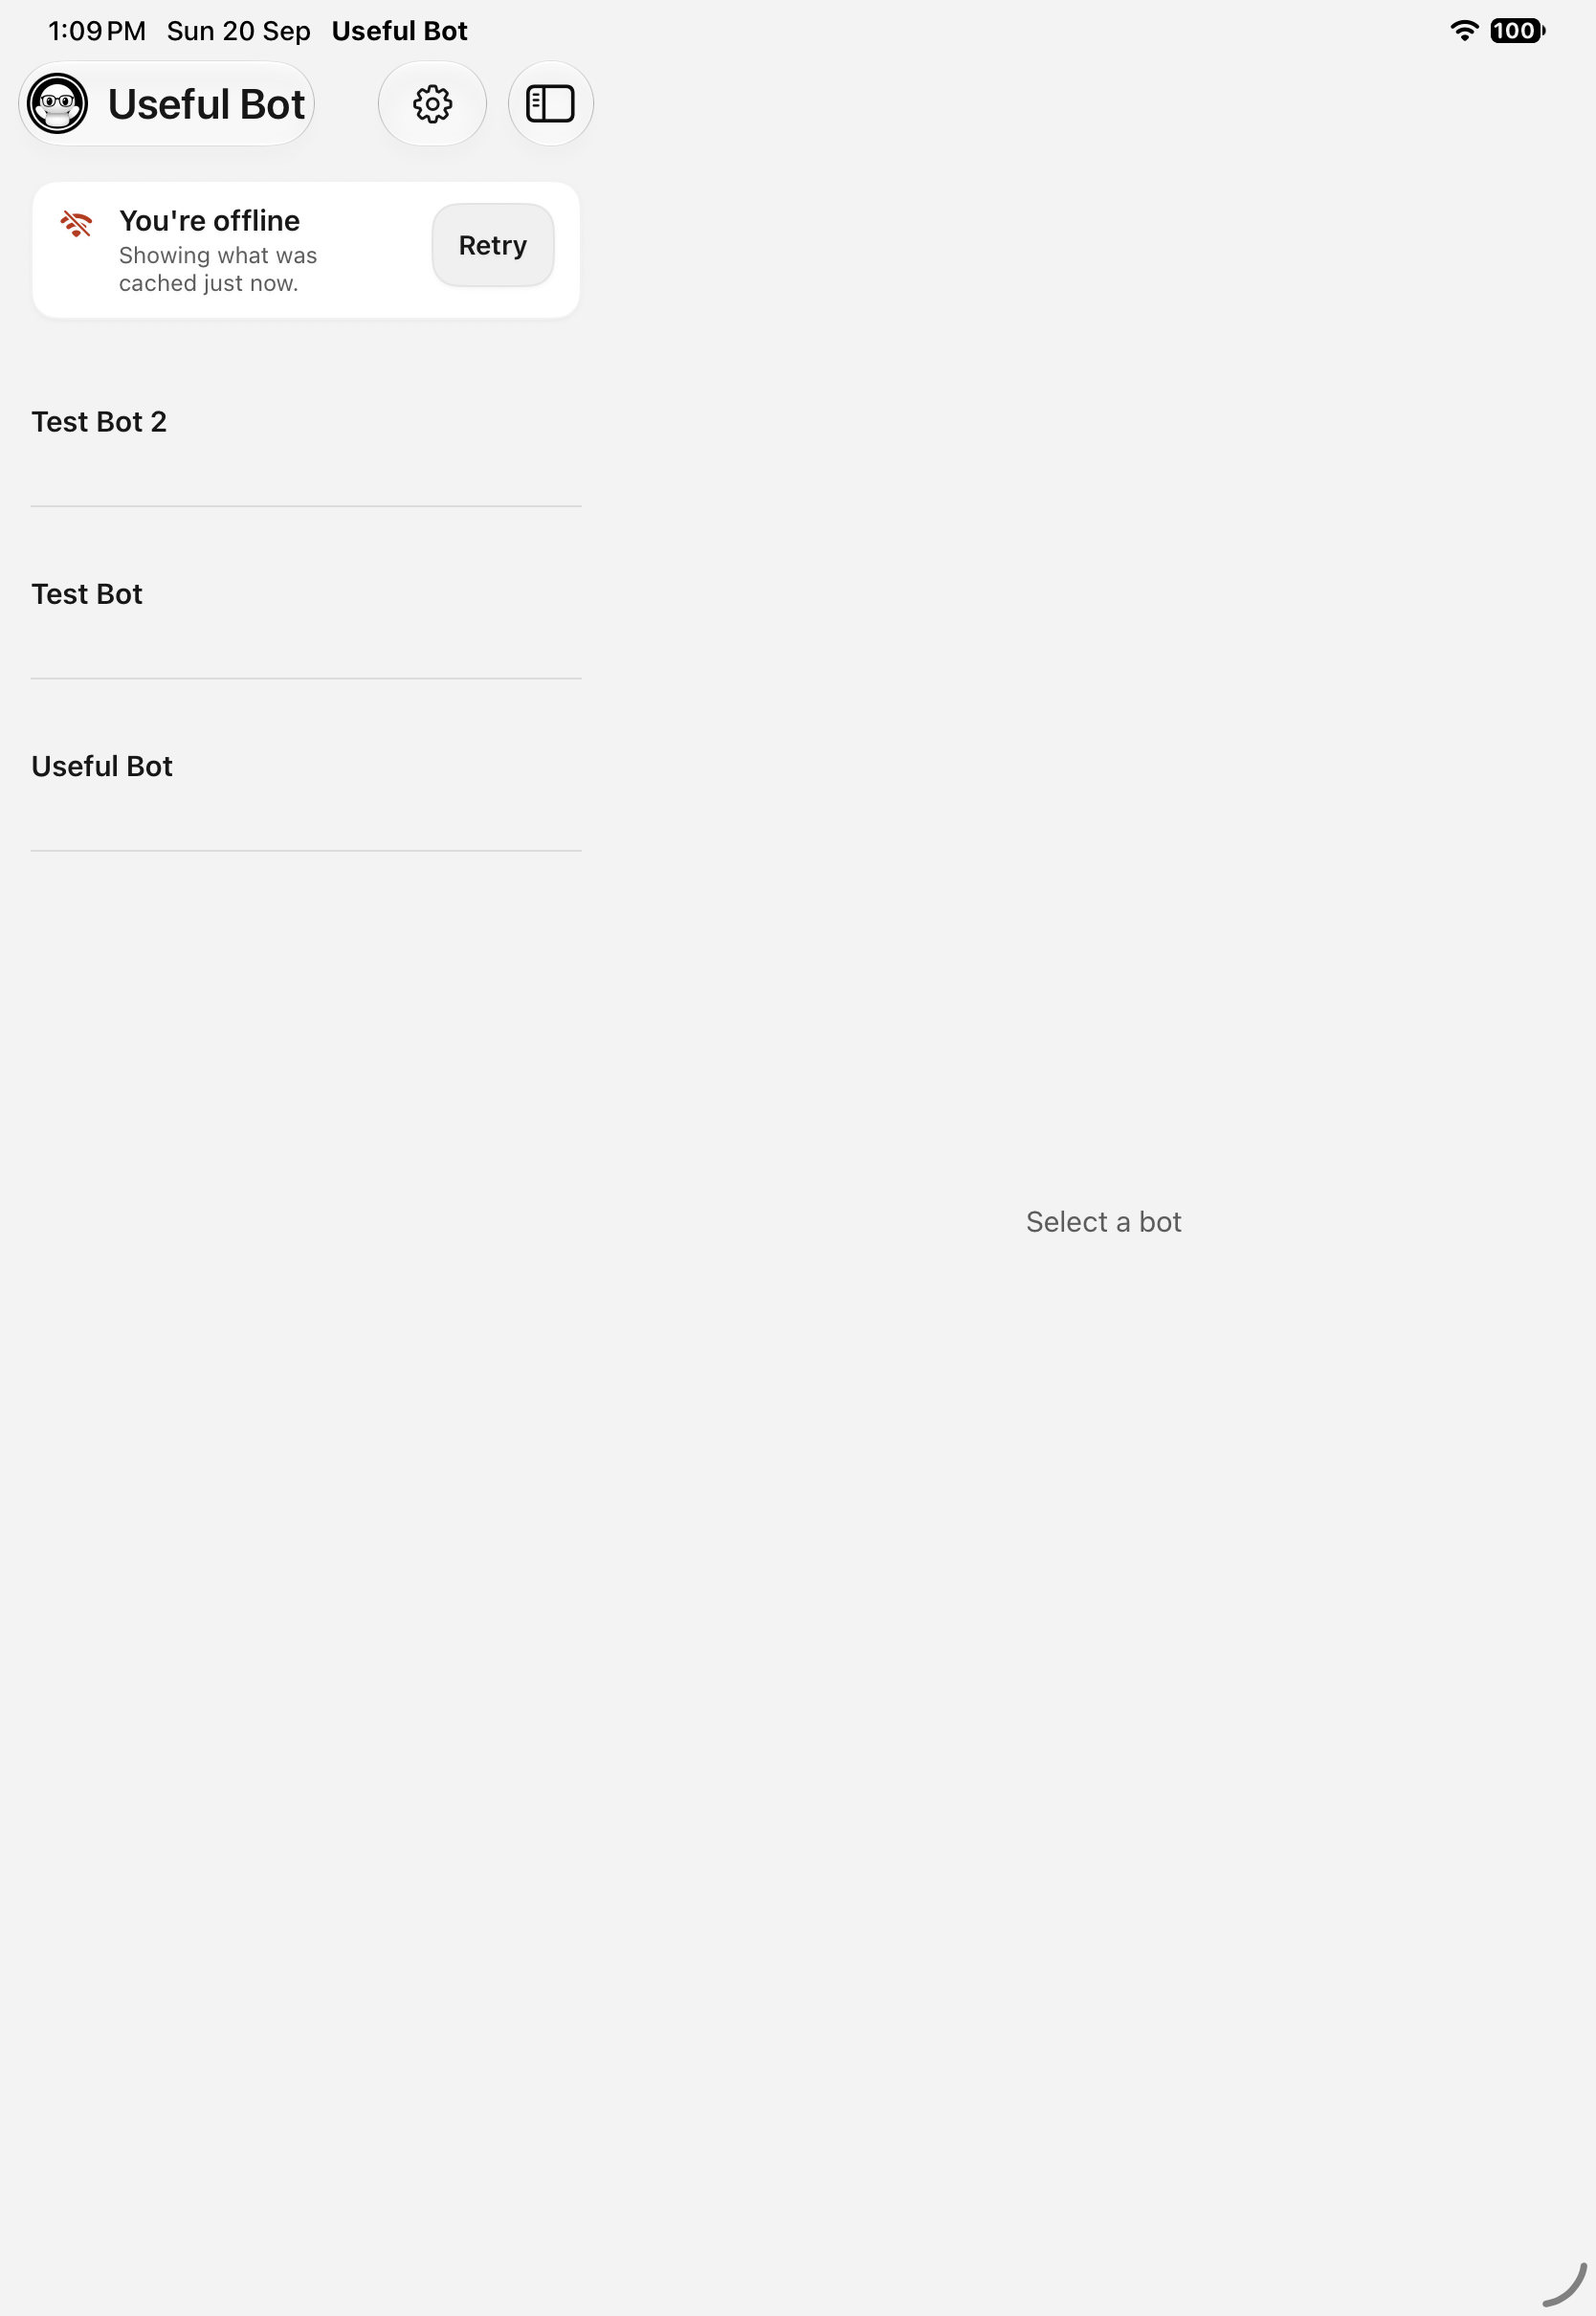 1:09 PM Sun 20 Sep Useful Bot 100
Useful Bot
You're offline
Showing what was
cached just now.
Retry
Test Bot 2
Test Bot
Useful Bot
Select a bot